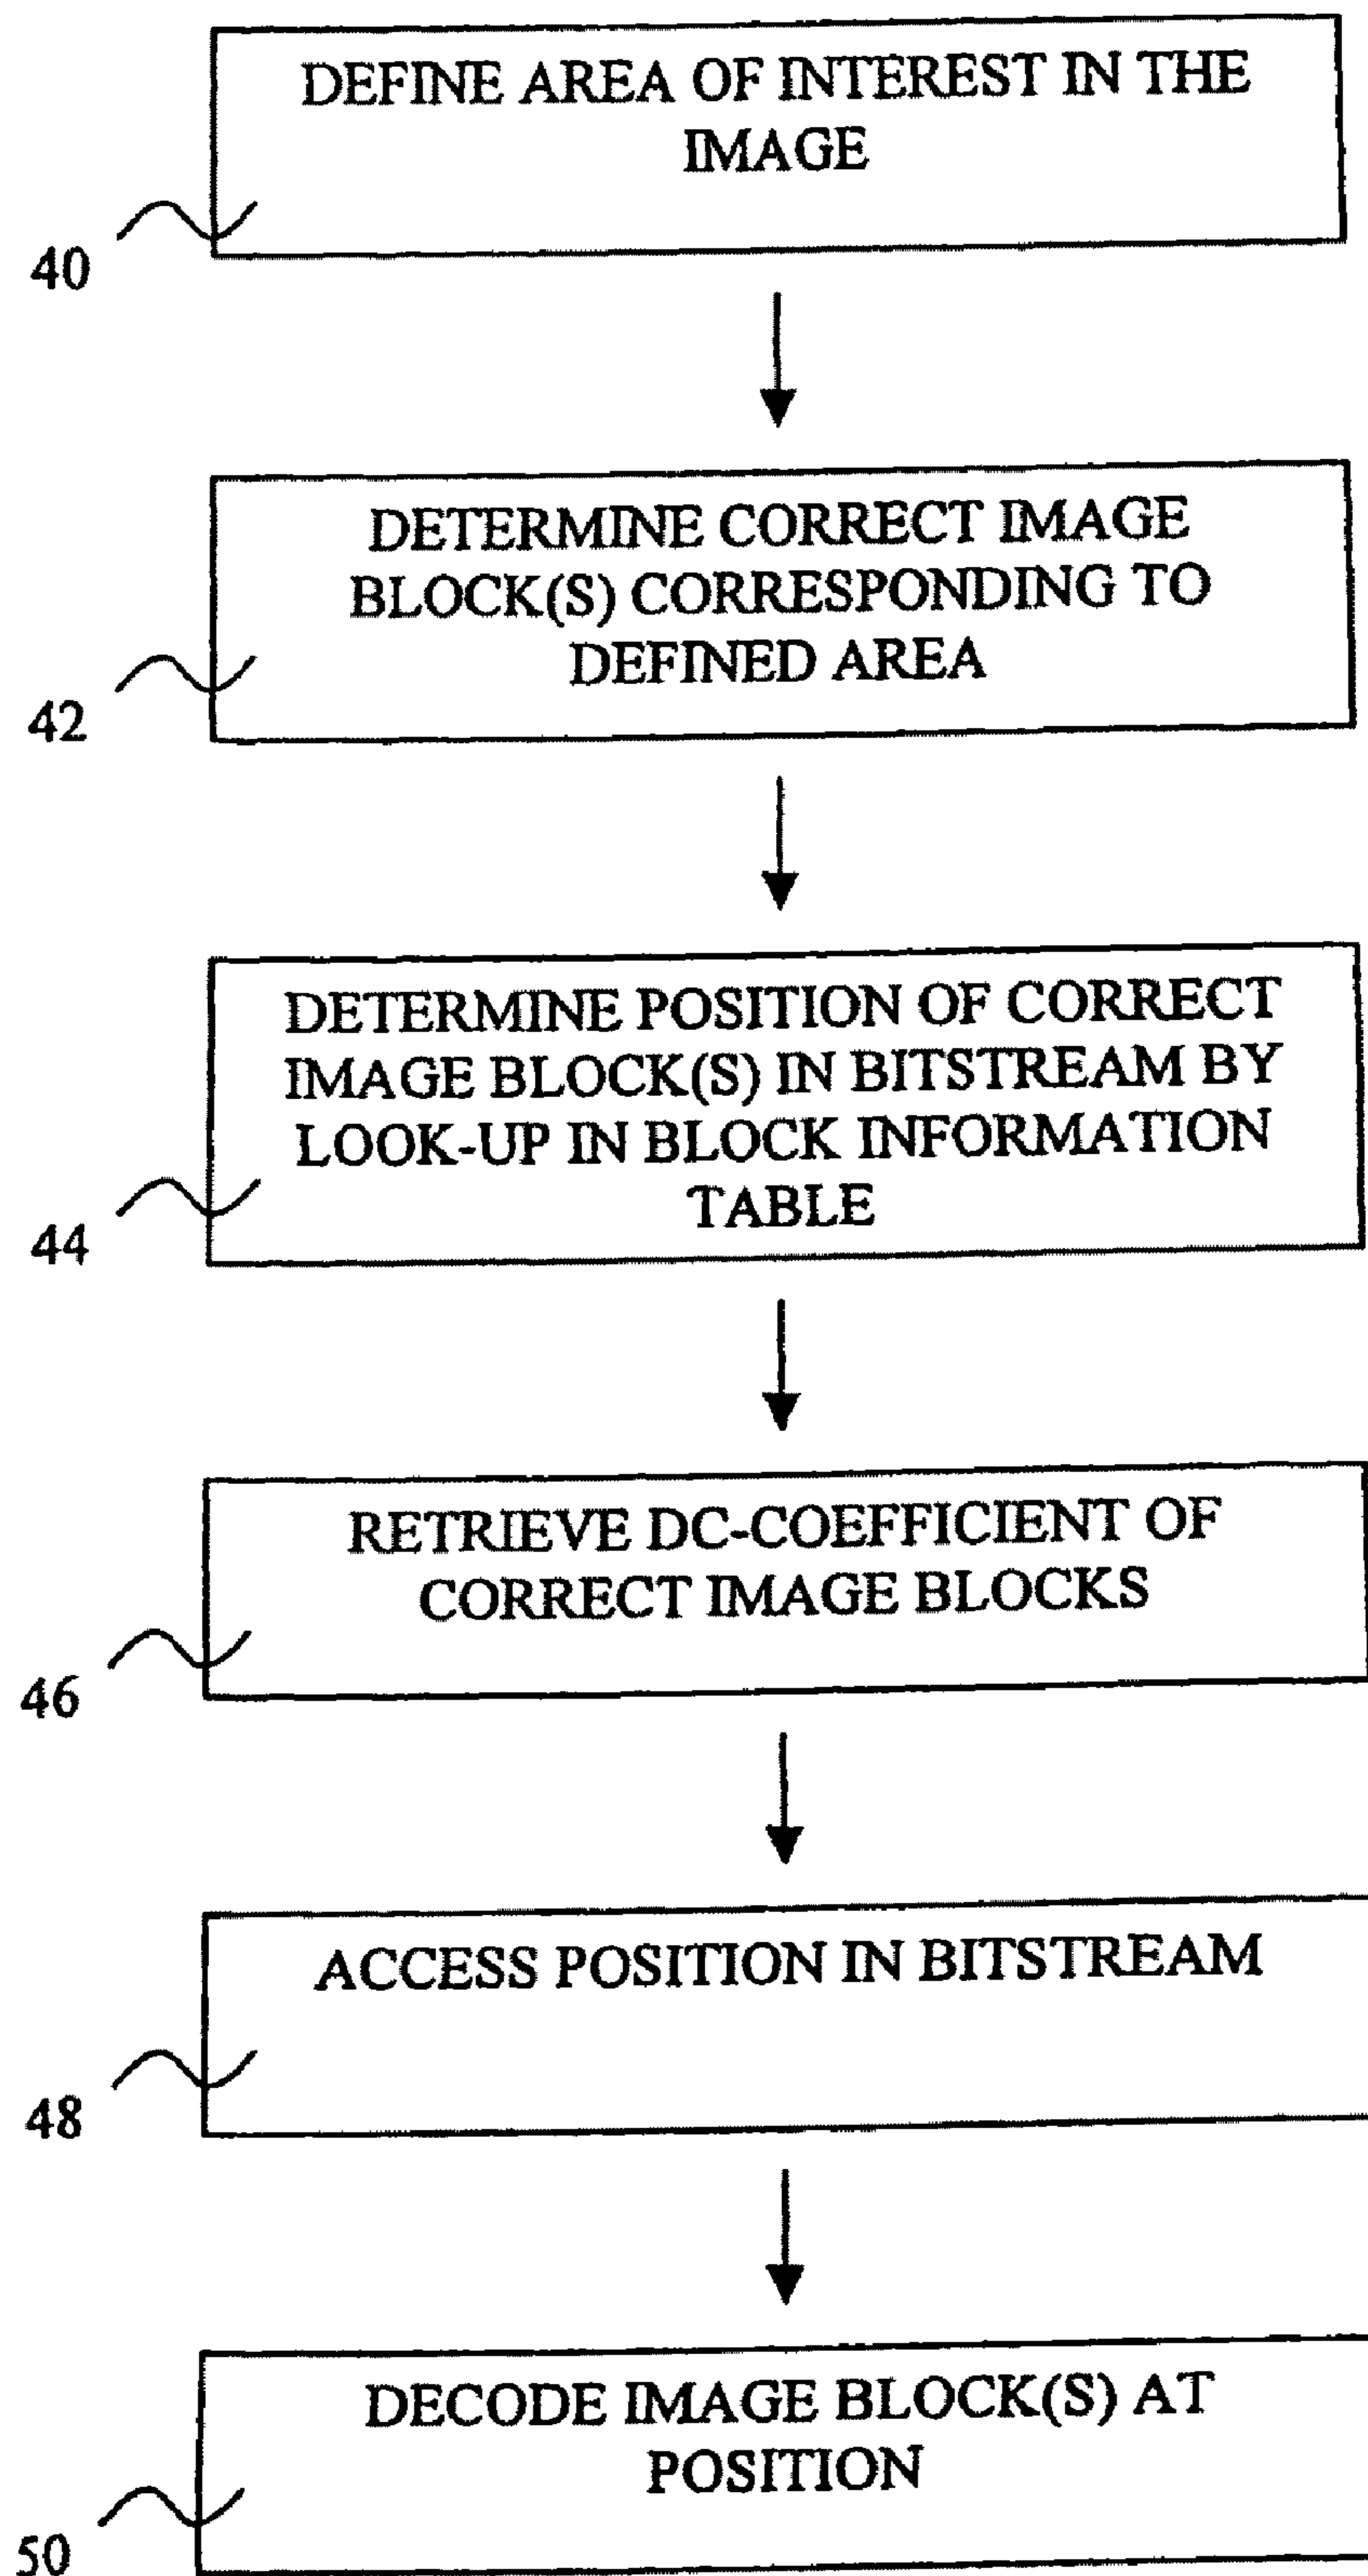 DEFINE AREA OF INTEREST IN THE
IMAGE
40
DETERMINE CORRECT IMAGE
BLOCK(S) CORRESPONDING TO
DEFINED AREA
42
DETERMINE POSITION OF CORRECT
IMAGE BLOCK(S) IN BITSTREAM BY
LOOK-UP IN BLOCK INFORMATION
TABLE
44
RETRIEVE DC-COEFFICIENT OF
CORRECT IMAGE BLOCKS
46
ACCESS POSITION IN BITSTREAM
48
DECODE IMAGE BLOCK(S) AT
POSITION
50